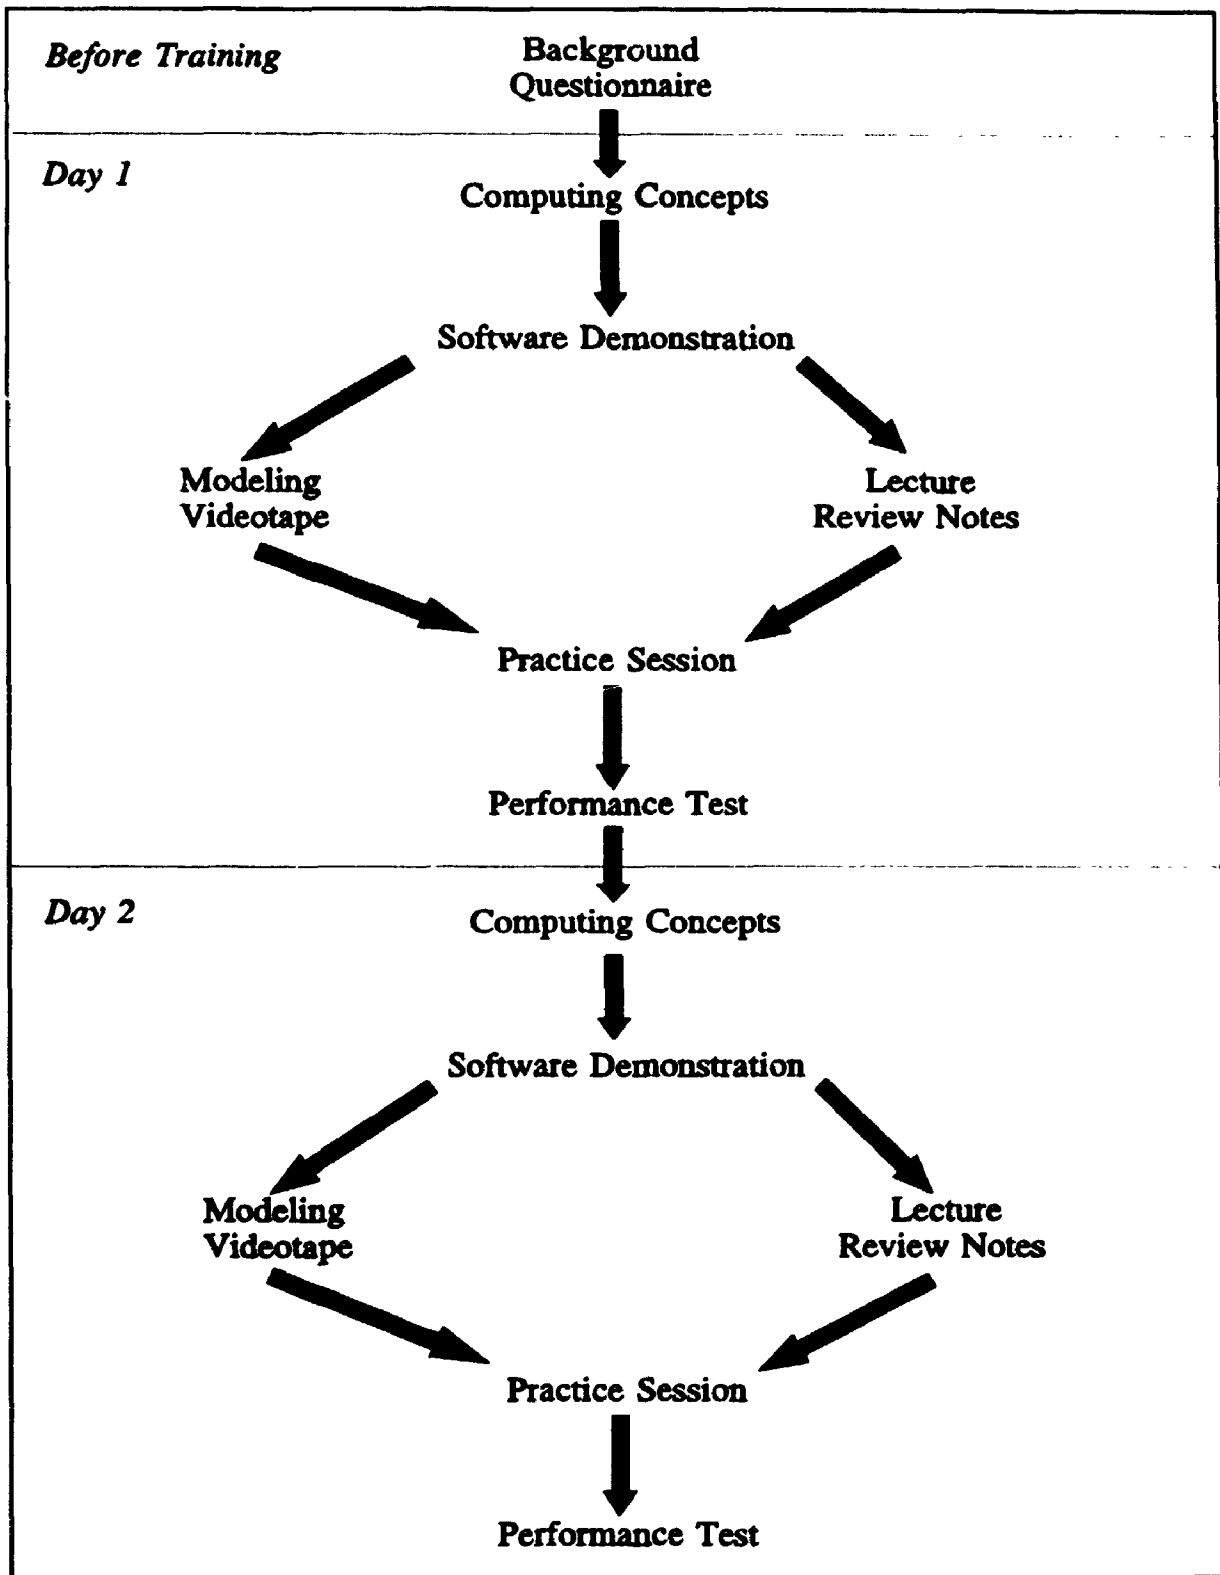 Before Training
Background
Questionnaire
Day 1
Computing Concepts
Software Demonstration
Modeling
Videotape
Lecture
Review Notes
Practice Session
Performance Test
Day 2
Computing Concepts
Software Demonstration
Modeling
Videotape
Lecture
Review Notes
Practice Session
Performance Test